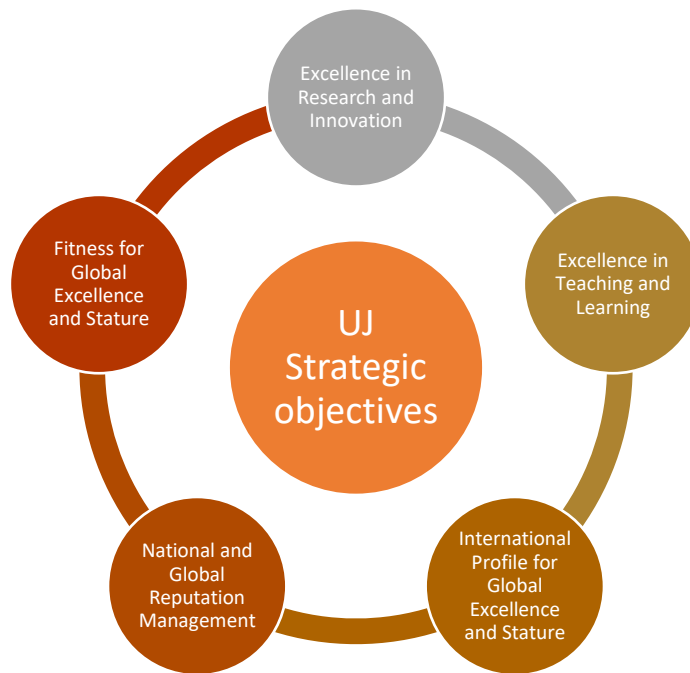 Excellence in
Research and
Innovation
Excellence in
Teaching and
Learning
International
Profile for
Global
Excellence
and Stature
National and
Global
Reputation
Management
Fitness for
Global
Excellence
and Stature
UJ
Strategic
objectives